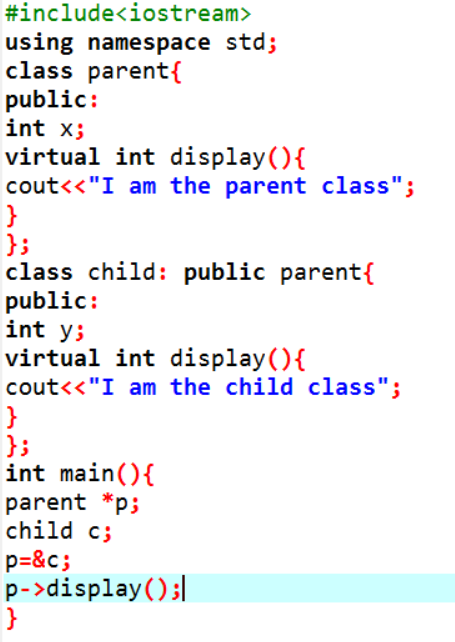 #include<iostream>
using namespace std;
class parent{
public:
int x;
virtual int display(){
cout<<"I am the parent class";
}
};
class child: public parent{
public:
int y;
virtual int display(){
cout<<"I am the child class";
}
};
int main(){
parent *p;
child c;
p=&c;
p->display();
}